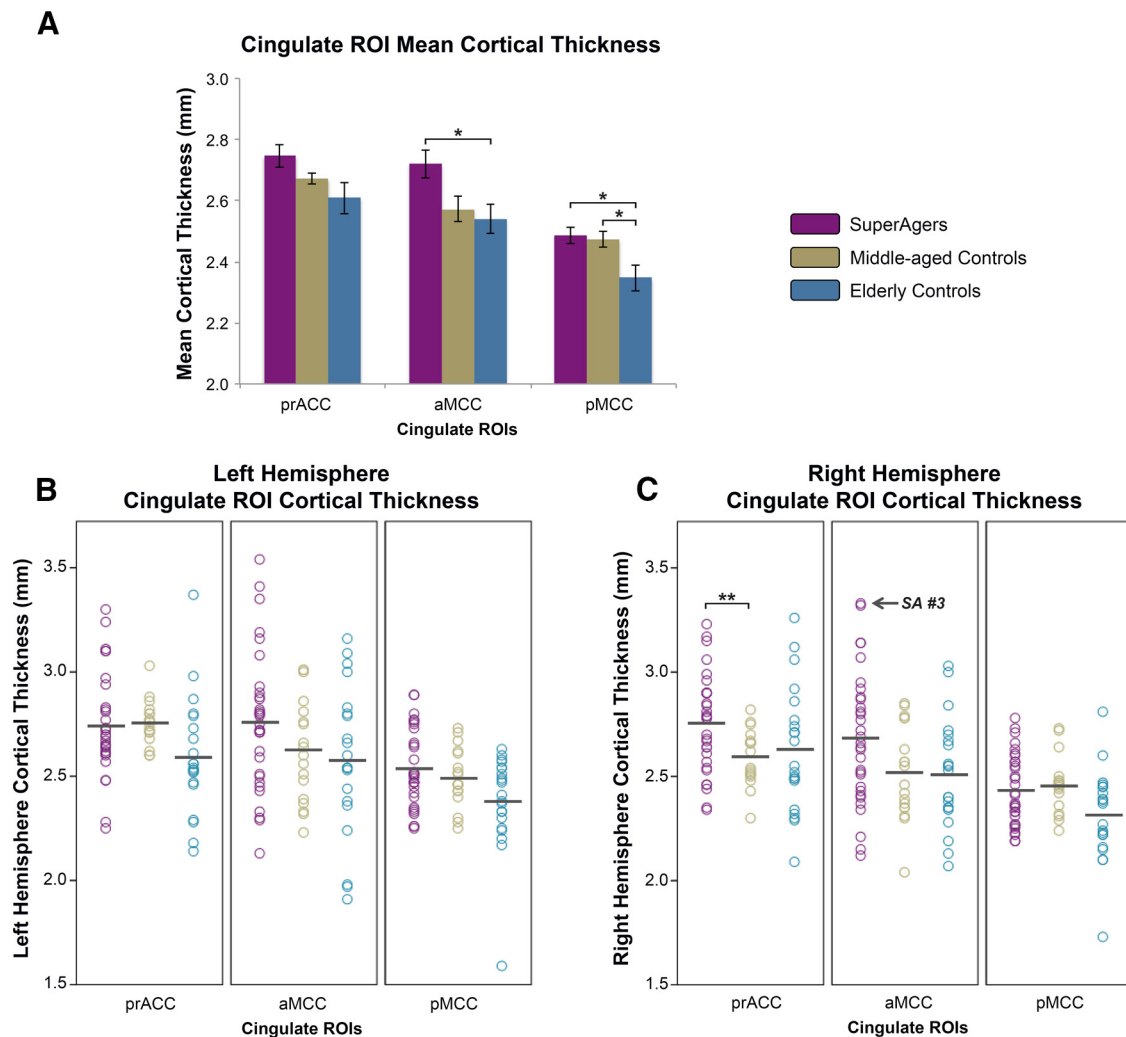 A
Cingulate ROI Mean Cortical Thickness
Mean Cortical Thickness (mm)
3.0
2.8
2.6
2.4
2.2
2.0
*
*
*
prACC
aMCC
pMCC
Cingulate ROIs
SuperAgers
Middle-aged Controls
Elderly Controls
B
Left Hemisphere
Cingulate ROI Cortical Thickness
Left Hemisphere Cortical Thickness (mm)
3.5
3.0
2.5
2.0
1.5
prACC
aMCC
pMCC
Cingulate ROIs
C
Right Hemisphere
Cingulate ROI Cortical Thickness
Right Hemisphere Cortical Thickness (mm)
3.5
3.0
2.5
2.0
1.5
**
SA #3
prACC
aMCC
pMCC
Cingulate ROIs